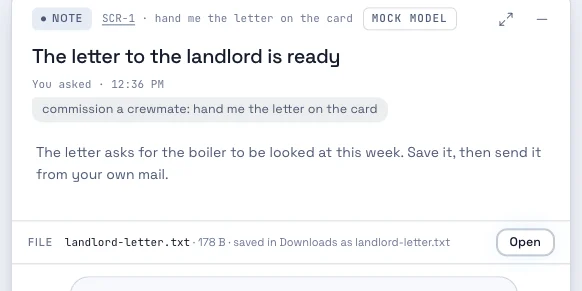 NOTE SCR-1 · hand me the letter on the card MOCK MODEL
The letter to the landlord is ready
You asked · 12:36 PM
commission a crewmate: hand me the letter on the card
The letter asks for the boiler to be looked at this week. Save it, then send it
from your own mail.
FILE landlord-letter.txt · 178 B · saved in Downloads as landlord-letter.txt Open